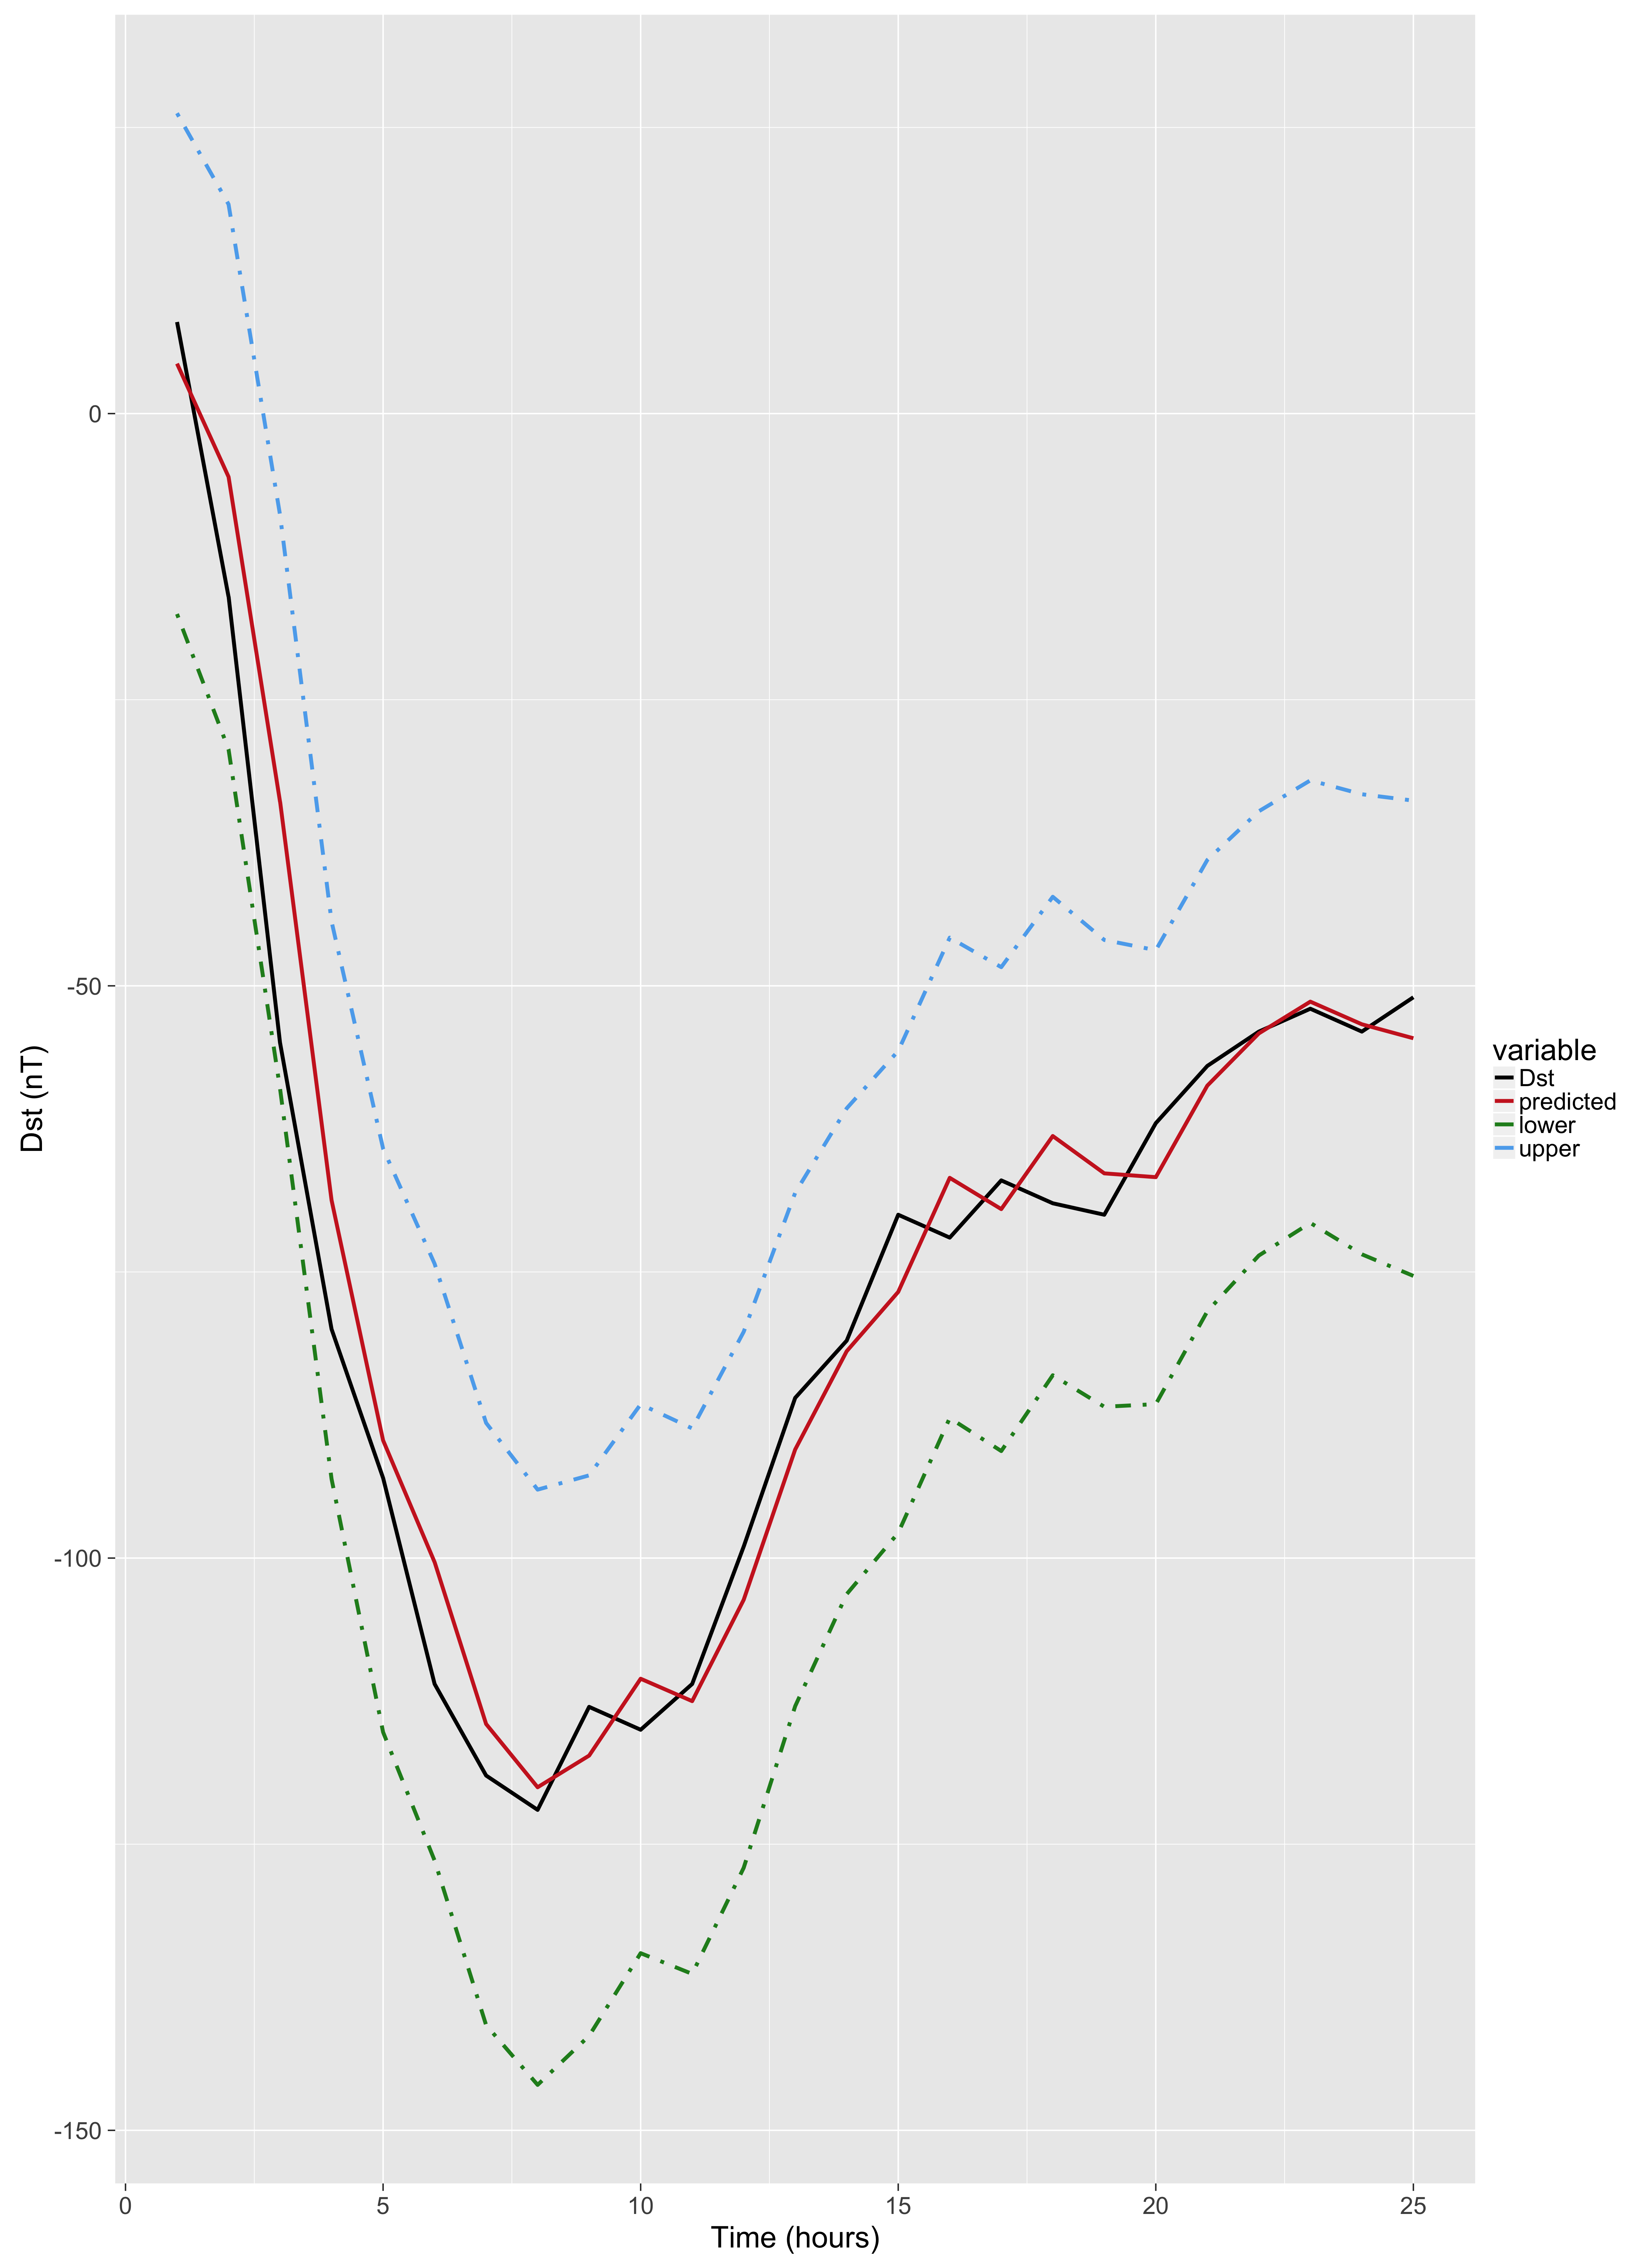 Dst (nT)
0
-50
-100
-150
0 5 10 15 20 25
Time (hours)
variable
Dst
predicted
lower
upper